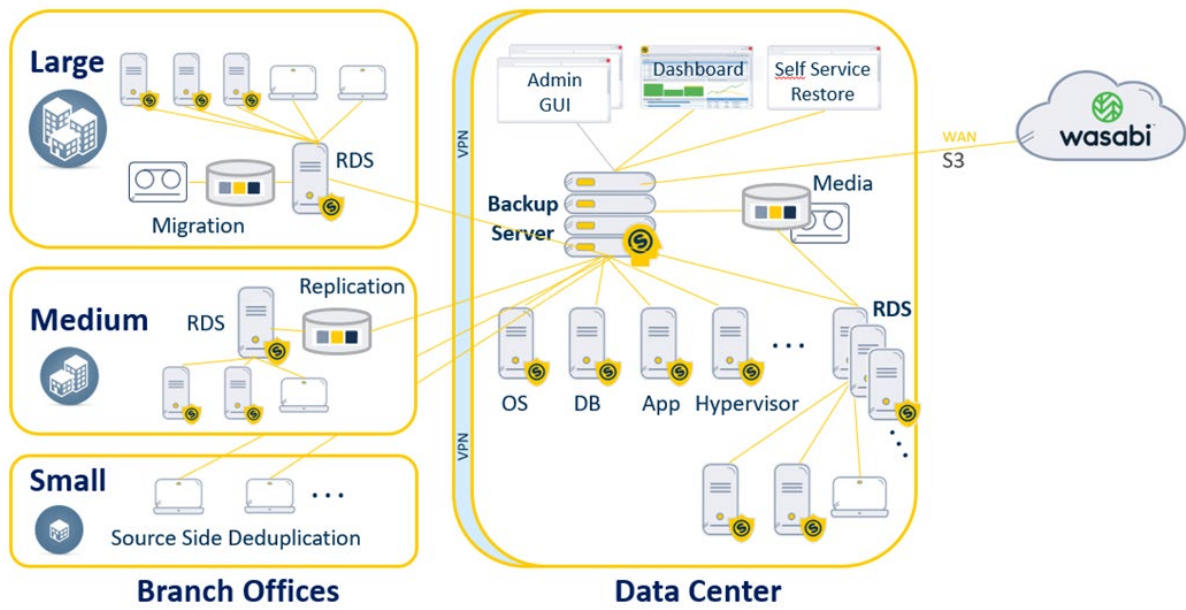 Large
RDS
Migration
Medium
RDS
Replication
Small
Source Side Deduplication
Branch Offices
VPN
VPN
Admin
GUI
Dashboard
Self Service
Restore
Backup
Server
Media
RDS
OS
DB
App
Hypervisor
Data Center
WAN
S3
wasabi